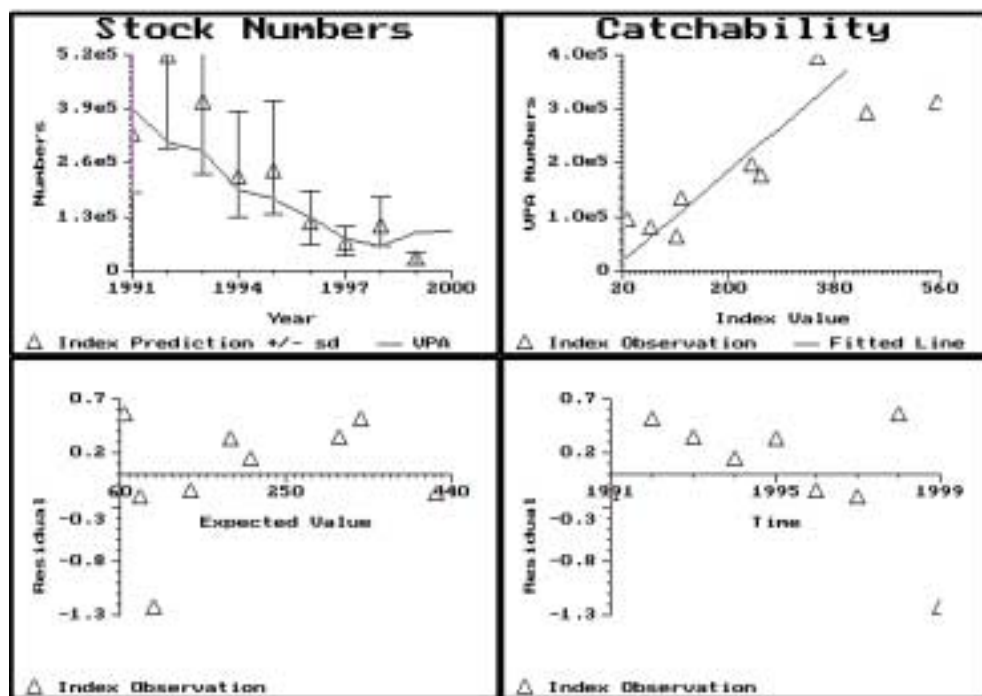 Stock Numbers
5.2e5
3.9e5
2.6e5
1.3e5
0
Numbers
1991 1994 1997 2000
Year
△ Index Prediction +/- sd — VPA
Catchability
4.0e5
3.0e5
2.0e5
1.0e5
0
VPA Numbers
20 200 380 560
Index Value
△ Index Observation — Fitted Line
0.7
0.2
-0.3
-0.8
-1.3
Residual
60 250 440
Expected Value
△ Index Observation
0.7
0.2
-0.3
-0.8
-1.3
Residual
1991 1995 1999
Time
△ Index Observation